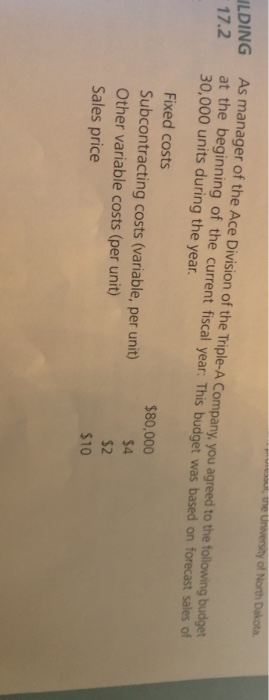 the University of North Dakota.
ILDING As manager of the Ace Division of the Triple-A Company, you agreed to the following budget
17.2 at the beginning of the current fiscal year: This budget was based on forecast sales of
30,000 units during the year.
Fixed costs $80,000
Subcontracting costs (variable, per unit) $4
Other variable costs (per unit) $2
Sales price $10